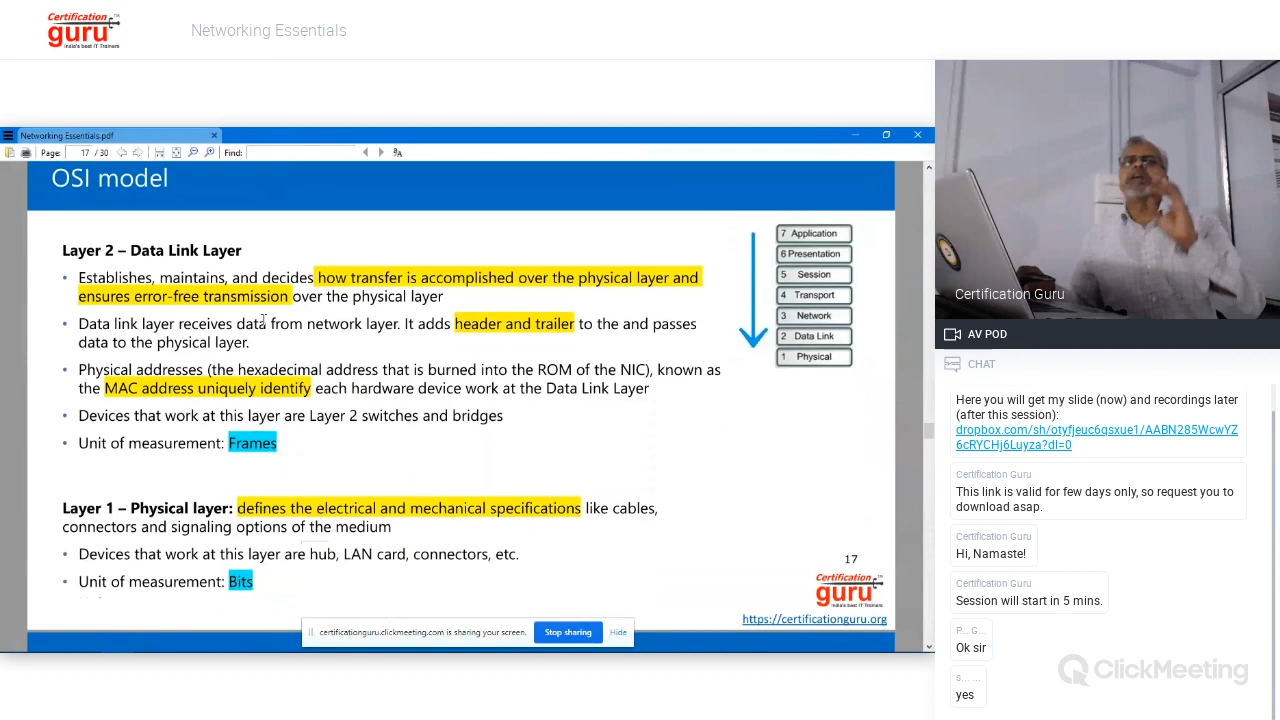 Certification
guru
India's best IT Trainers
Networking Essentials
Networking Essentials.pdf
Page: 17 / 30 Find:
OSI model
Layer 2 – Data Link Layer
• Establishes, maintains, and decides how transfer is accomplished over the physical layer and
ensures error-free transmission over the physical layer
• Data link layer receives data from network layer. It adds header and trailer to the and passes
data to the physical layer.
• Physical addresses (the hexadecimal address that is burned into the ROM of the NIC), known as
the MAC address uniquely identify each hardware device work at the Data Link Layer
• Devices that work at this layer are Layer 2 switches and bridges
• Unit of measurement: Frames
Layer 1 – Physical layer: defines the electrical and mechanical specifications like cables,
connectors and signaling options of the medium
• Devices that work at this layer are hub, LAN card, connectors, etc.
• Unit of measurement: Bits
7 Application
6 Presentation
5 Session
4 Transport
3 Network
2 Data Link
1 Physical
17
Certification
guru
India's best IT Trainers
https://certificationguru.org
certificationguru.clickmeeting.com is sharing your screen. Stop sharing Hide
Certification Guru
AV POD
CHAT
Here you will get my slide (now) and recordings later
(after this session):
dropbox.com/sh/otyfjeuc6qsxue1/AABN285WcwYZ
6cRYCHj6Luyza?dl=0
Certification Guru
This link is valid for few days only, so request you to
download asap.
Certification Guru
Hi, Namaste!
Certification Guru
Session will start in 5 mins.
P... G...
Ok sir
s... ...
yes
ClickMeeting